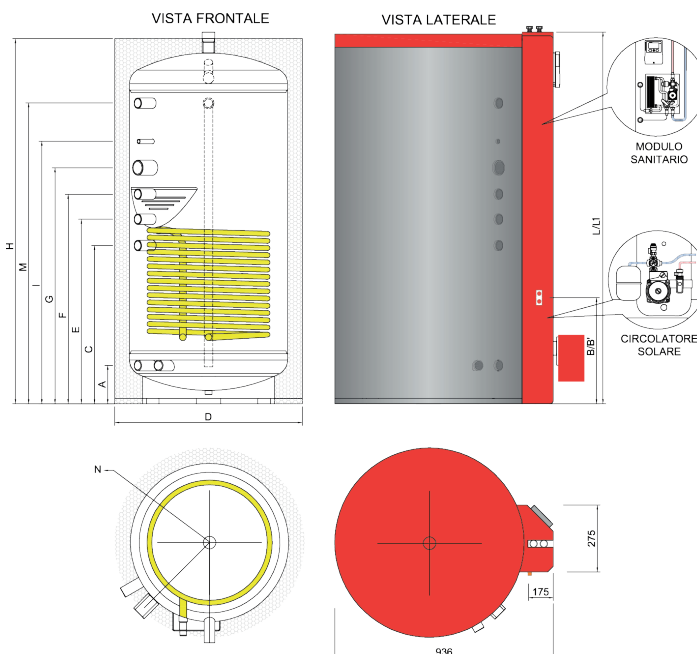 VISTA FRONTALE
VISTA LATERALE
MODULO
SANITARIO
CIRCOLATORE
SOLARE
H
M
I
G
F
E
C
A
D
L/L1
B/B'
N
275
175
936